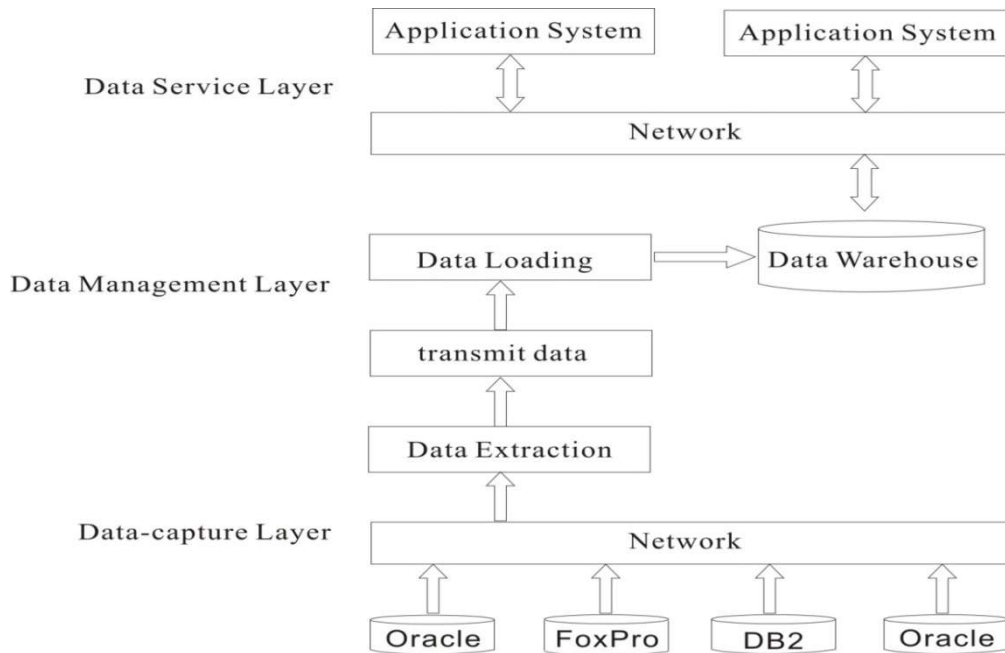 Application System
Application System
Data Service Layer
Network
Data Loading
Data Warehouse
Data Management Layer
transmit data
Data Extraction
Data-capture Layer
Network
Oracle
FoxPro
DB2
Oracle